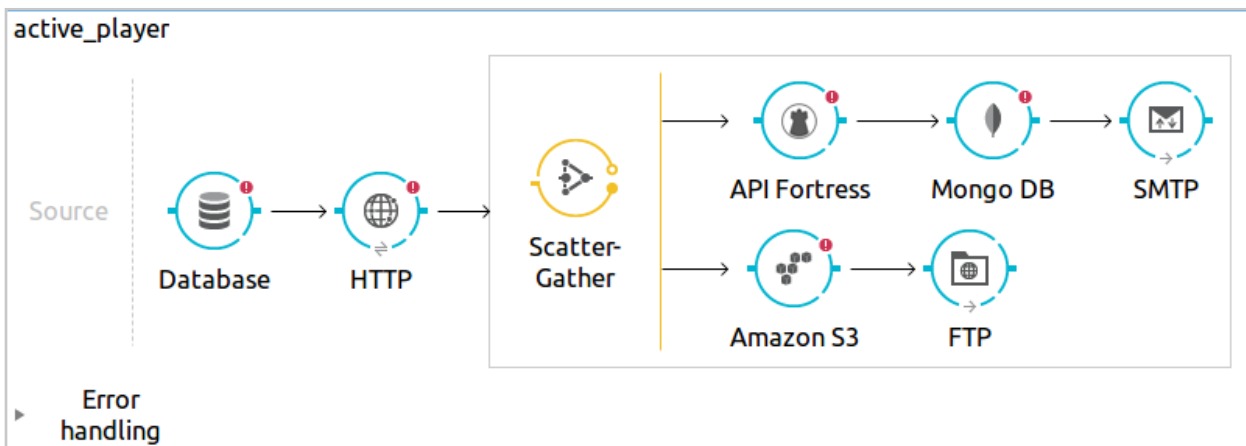 active_player
Source
Database
HTTP
Scatter-
Gather
API Fortress
Mongo DB
SMTP
Amazon S3
FTP
Error
handling